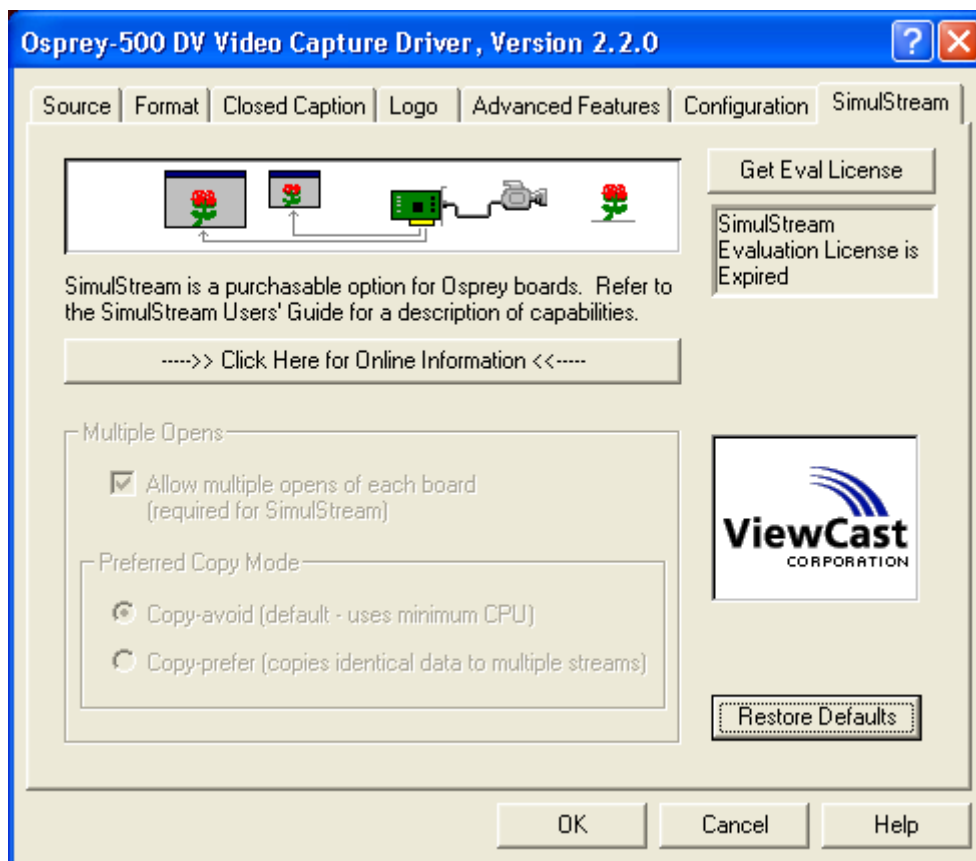 Osprey-500 DV Video Capture Driver, Version 2.2.0
Source Format Closed Caption Logo Advanced Features Configuration SimulStream
Get Eval License
SimulStream
Evaluation License is
Expired
SimulStream is a purchasable option for Osprey boards. Refer to
the SimulStream Users' Guide for a description of capabilities.
----->> Click Here for Online Information <<-----
Multiple Opens
Allow multiple opens of each board
(required for SimulStream)
Preferred Copy Mode
Copy-avoid (default - uses minimum CPU)
Copy-prefer (copies identical data to multiple streams)
ViewCast
CORPORATION
Restore Defaults
OK Cancel Help